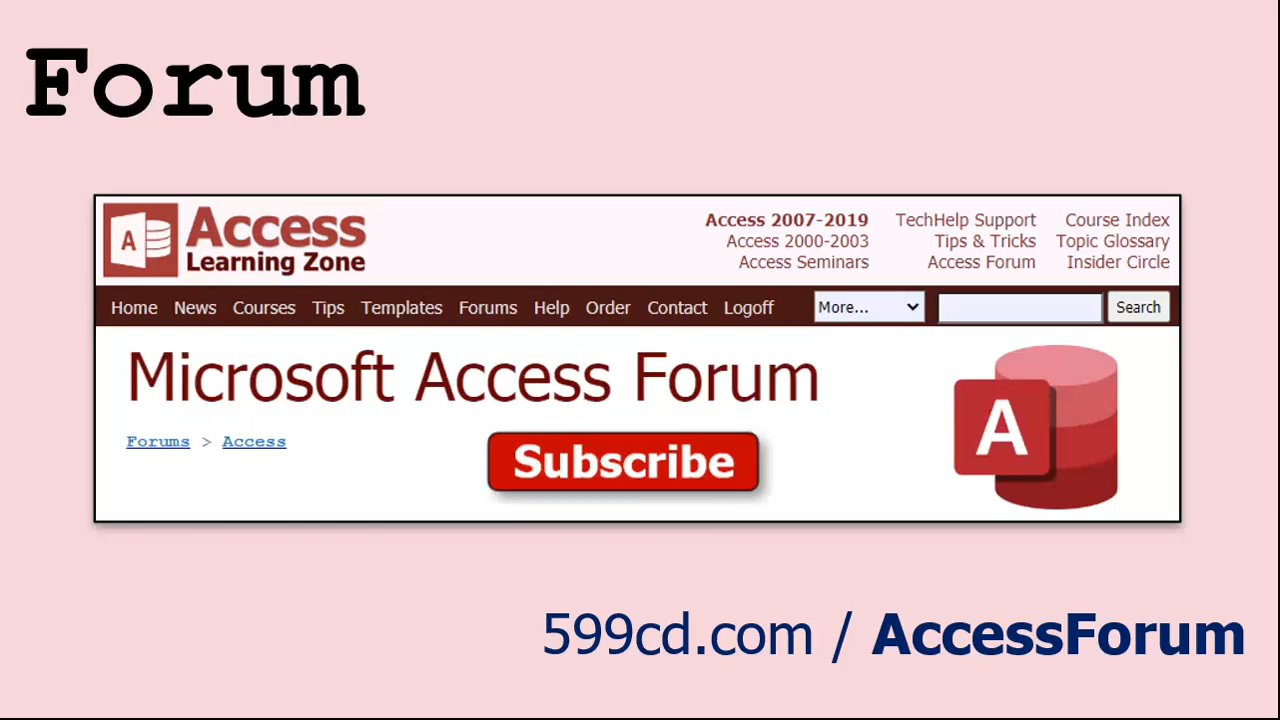 Forum
A Access
Learning Zone
Access 2007-2019 TechHelp Support Course Index
Access 2000-2003 Tips & Tricks Topic Glossary
Access Seminars Access Forum Insider Circle
Home News Courses Tips Templates Forums Help Order Contact Logoff More... Search
Microsoft Access Forum
A
Forums > Access
Subscribe
599cd.com / AccessForum